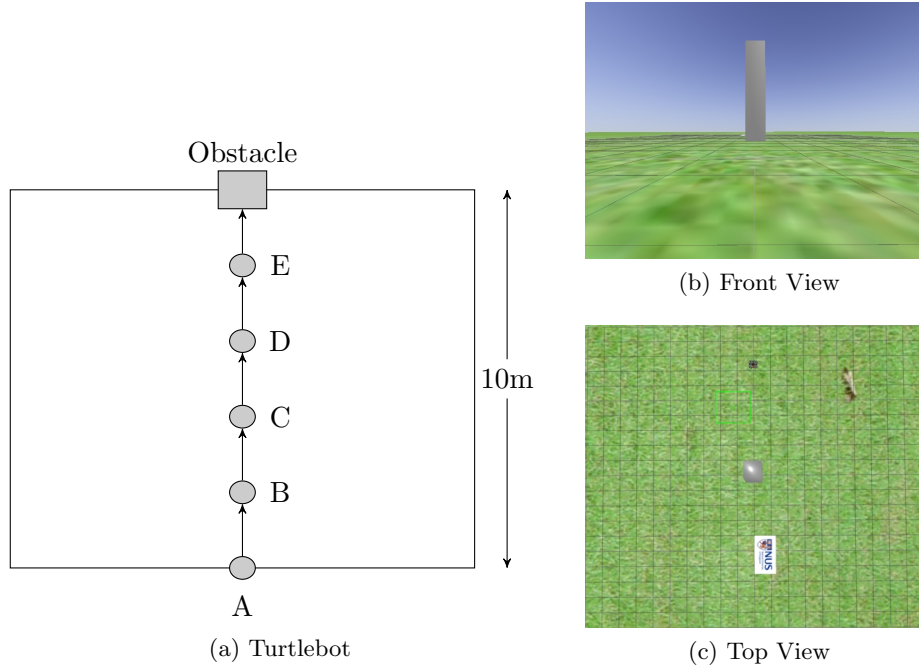 Obstacle
E
D
10m
C
B
A
(a) Turtlebot
(b) Front View
NUS
(c) Top View